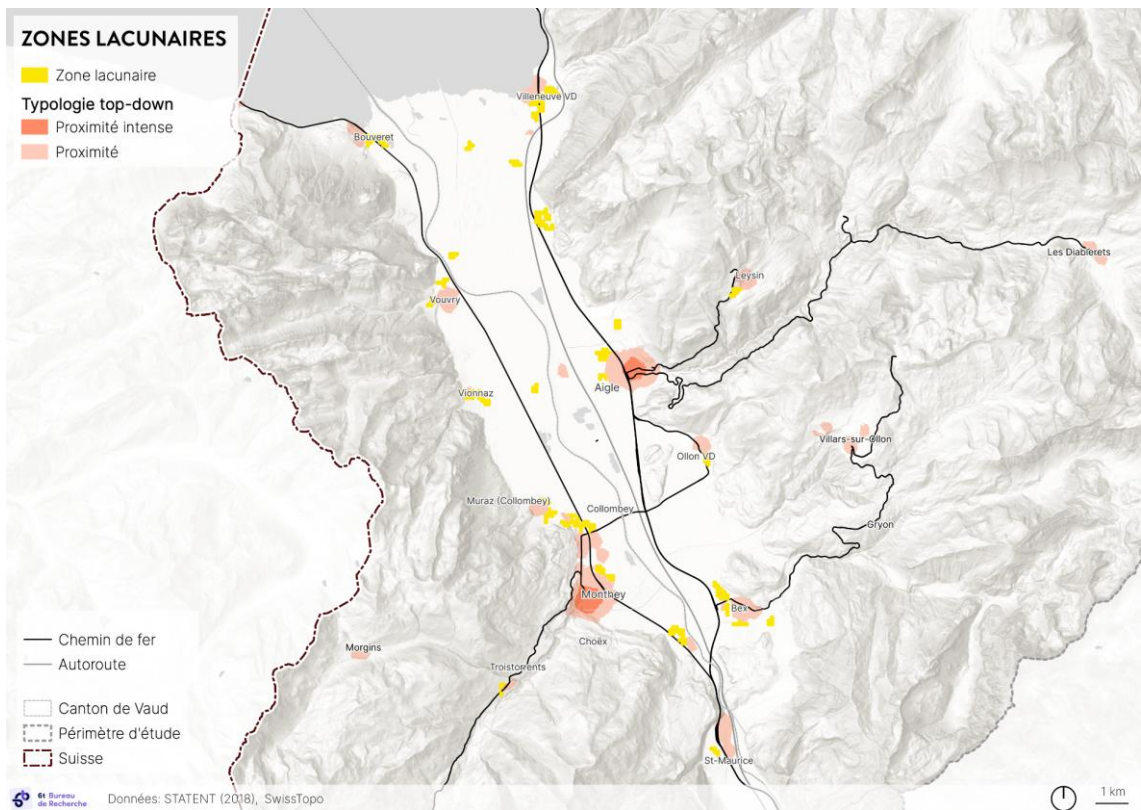 ZONES LACUNAIRES
Zone lacunaire
Typologie top-down
Proximité intense
Proximité
Villeneuve VD
Bouveret
Les Diablerets
Leysin
Vouvry
Aigle
Vionnaz
Villars-sur-Ollon
Ollon VD
Muraz (Collombey)
Collombey
Gryon
Monthey
Bex
Choëx
Morgins
Troistorrents
St-Maurice
Chemin de fer
Autoroute
Canton de Vaud
Périmètre d'étude
Suisse
6t Bureau
de Recherche
Données: STATENT (2018), SwissTopo
1 km